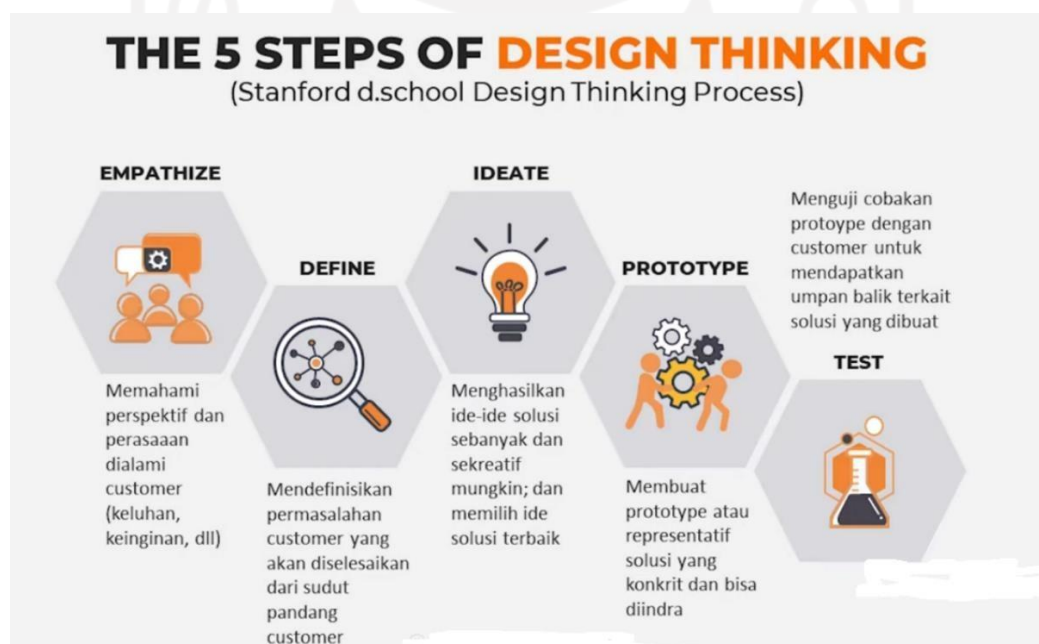 THE 5 STEPS OF DESIGN THINKING
(Stanford d.school Design Thinking Process)
EMPATHIZE
Memahami
perspektif dan
perasaaan
dialami
customer
(keluhan,
keinginan, dll)
DEFINE
Mendefinisikan
permasalahan
customer yang
akan diselesaikan
dari sudut
pandang
customer
IDEATE
Menghasilkan
ide-ide solusi
sebanyak dan
sekreatif
mungkin; dan
memilih ide
solusi terbaik
PROTOTYPE
Membuat
prototype atau
representatif
solusi yang
konkrit dan bisa
diindra
Menguji cobakan
protoype dengan
customer untuk
mendapatkan
umpan balik terkait
solusi yang dibuat
TEST